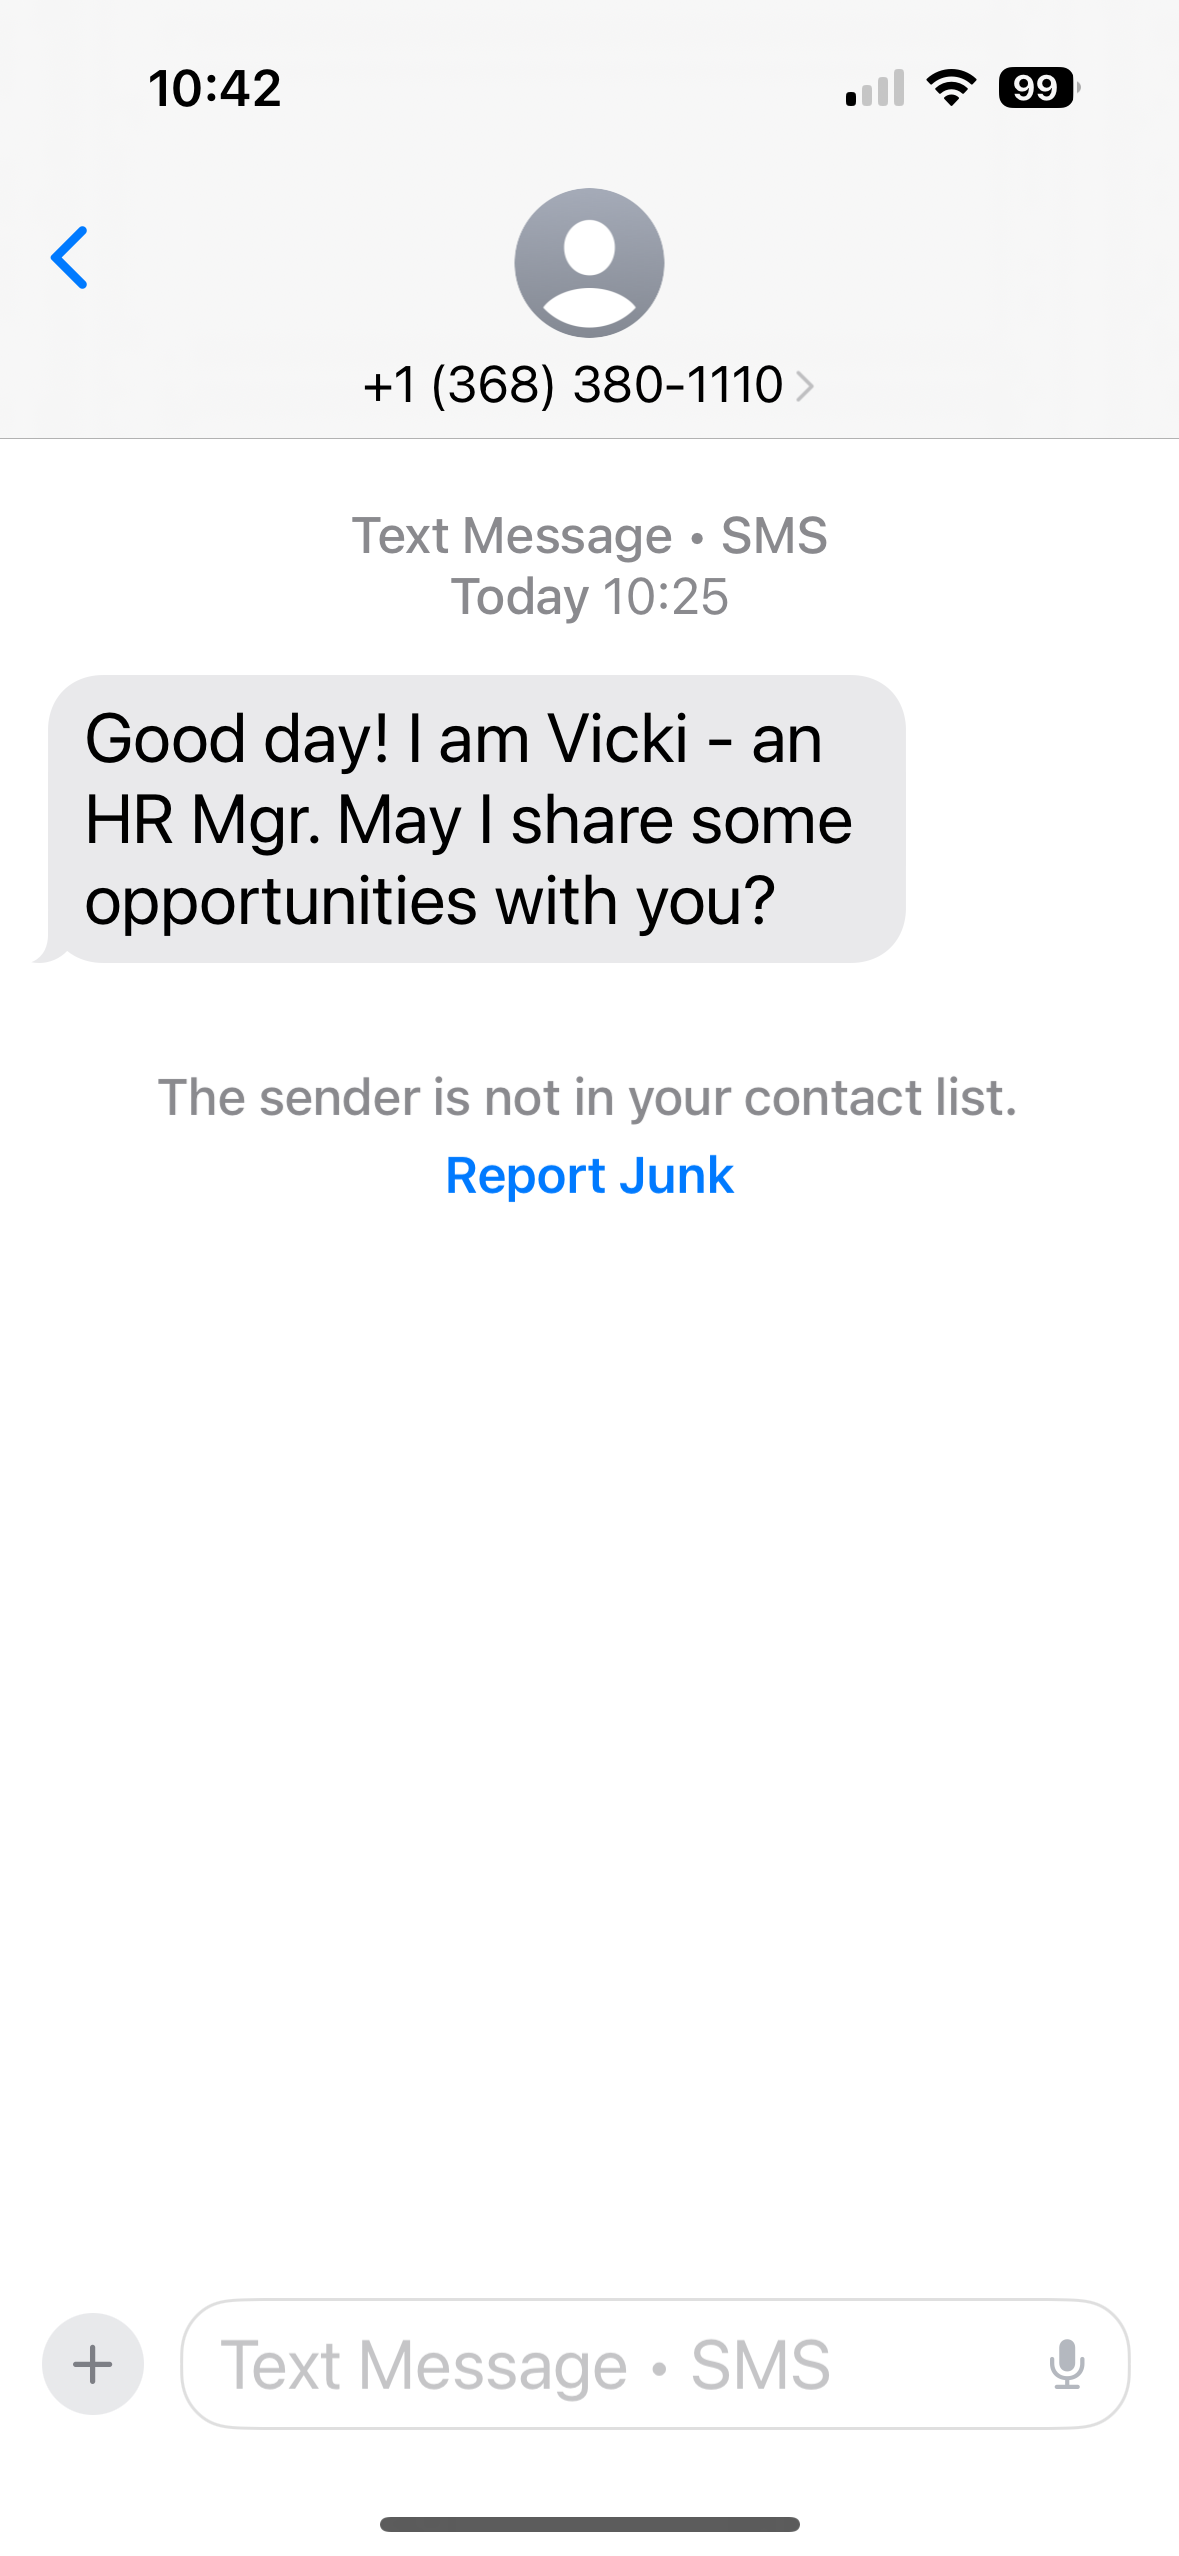 10:42
99
+1 (368) 380-1110
Text Message • SMS
Today 10:25
Good day! I am Vicki - an
HR Mgr. May I share some
opportunities with you?
The sender is not in your contact list.
Report Junk
Text Message • SMS